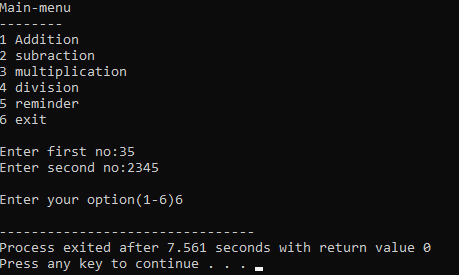 Main-menu
--------
1 Addition
2 subraction
3 multiplication
4 division
5 reminder
6 exit
Enter first no:35
Enter second no:2345
Enter your option(1-6)6
--------------------------------
Process exited after 7.561 seconds with return value 0
Press any key to continue . . .